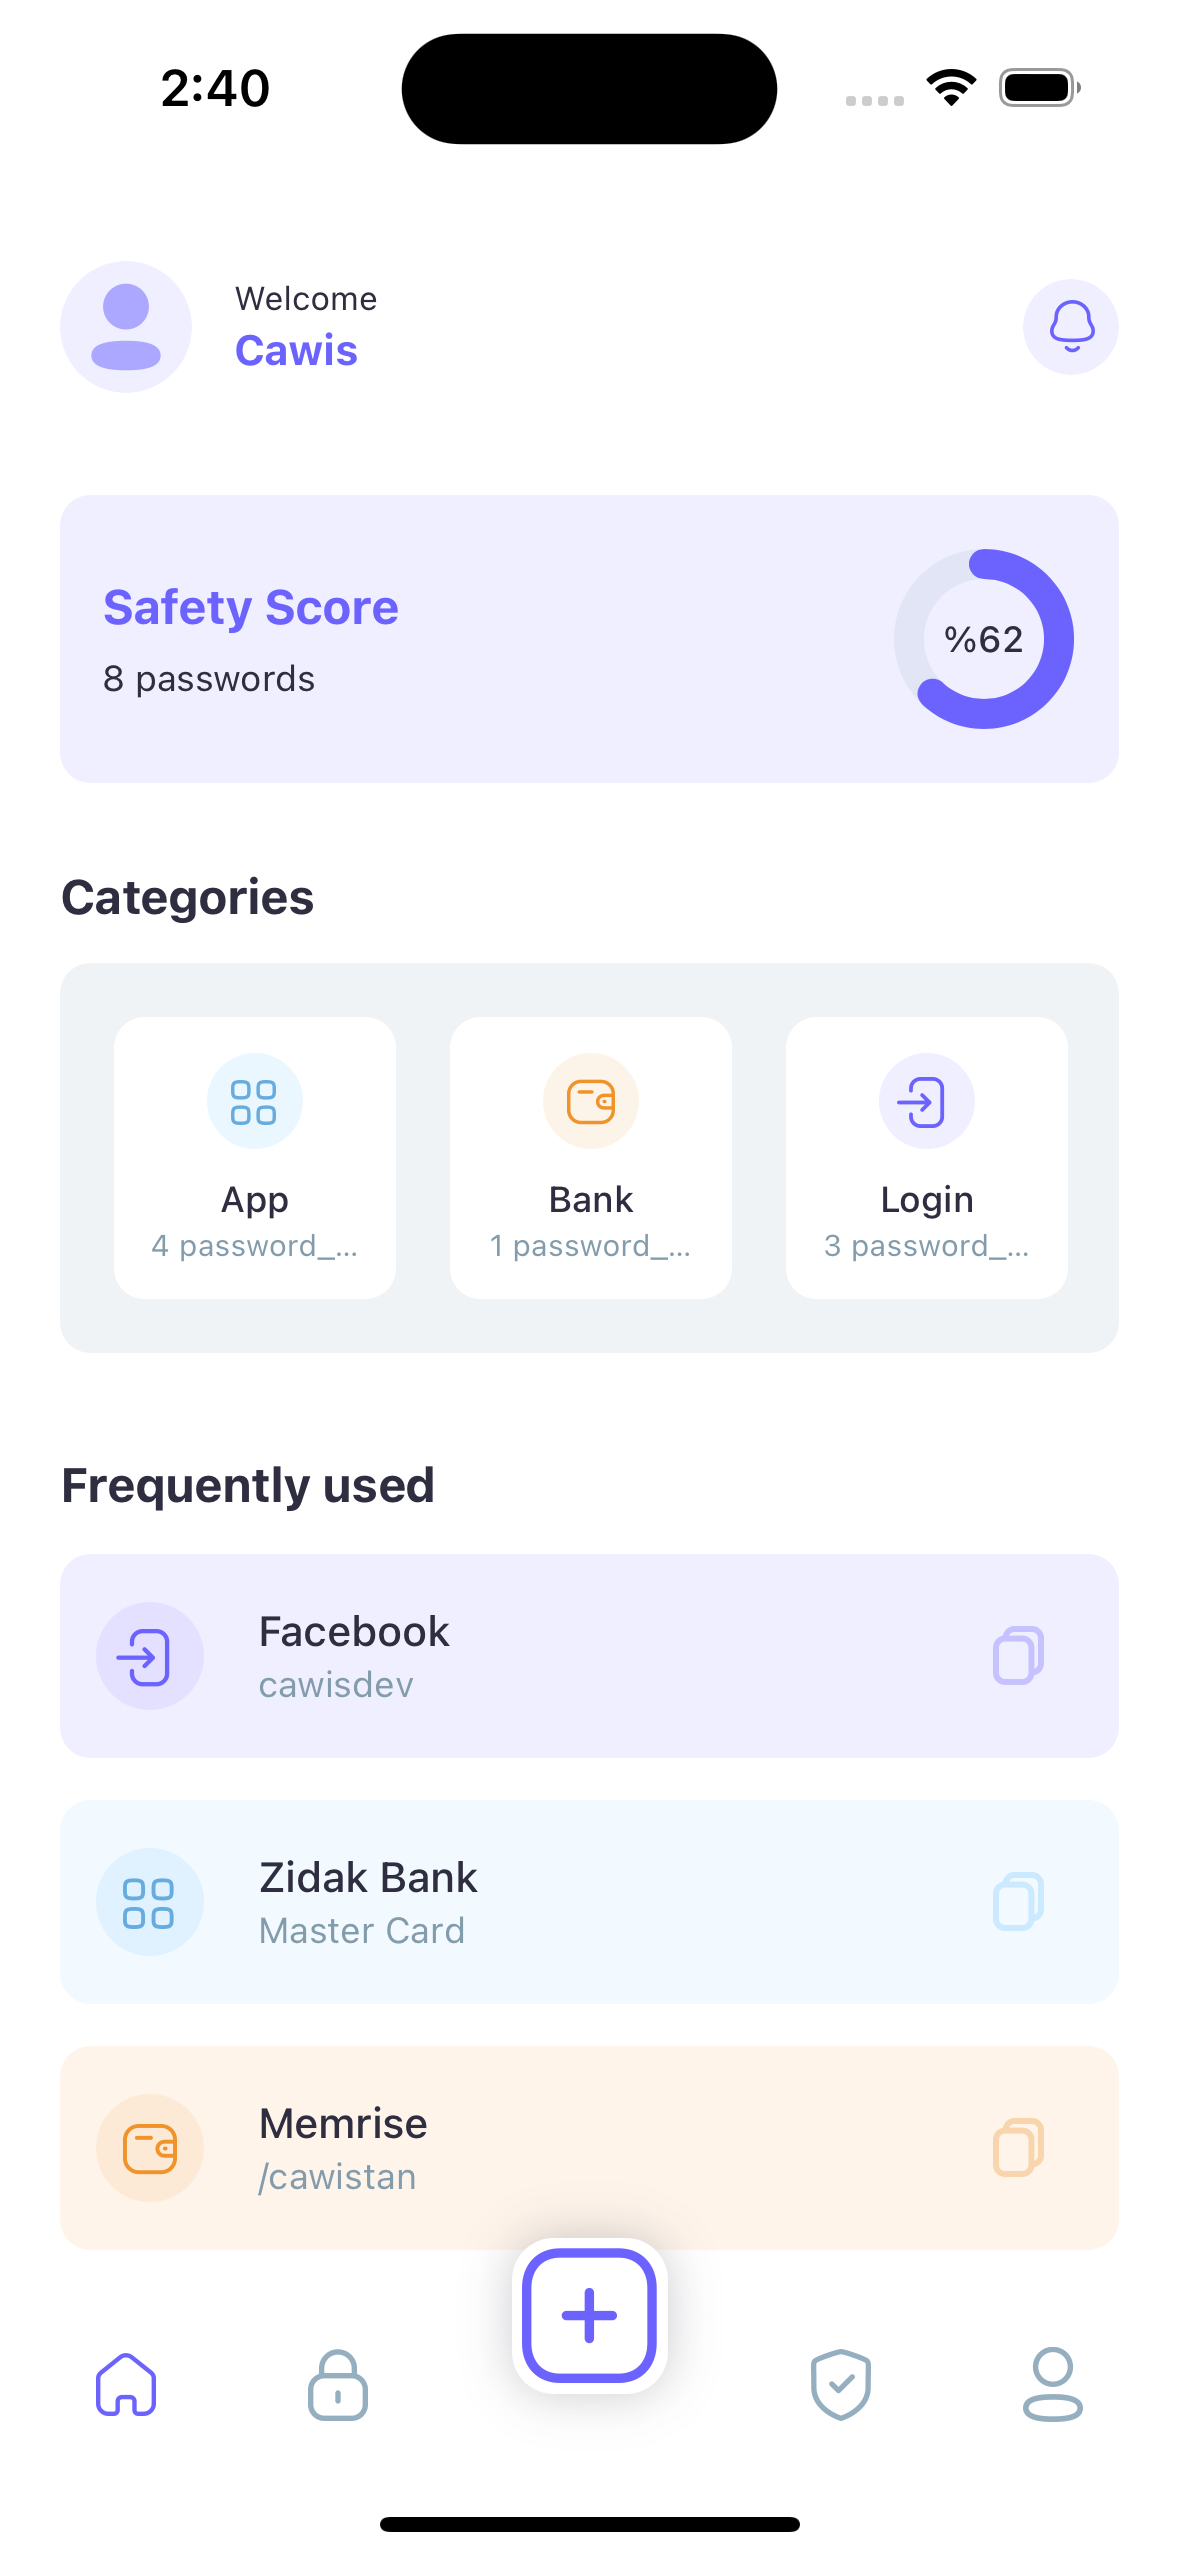 2:40
Welcome
Cawis
Safety Score
8 passwords
%62
Categories
App
4 password_...
Bank
1 password_...
Login
3 password_...
Frequently used
Facebook
cawisdev
Zidak Bank
Master Card
Memrise
/cawistan